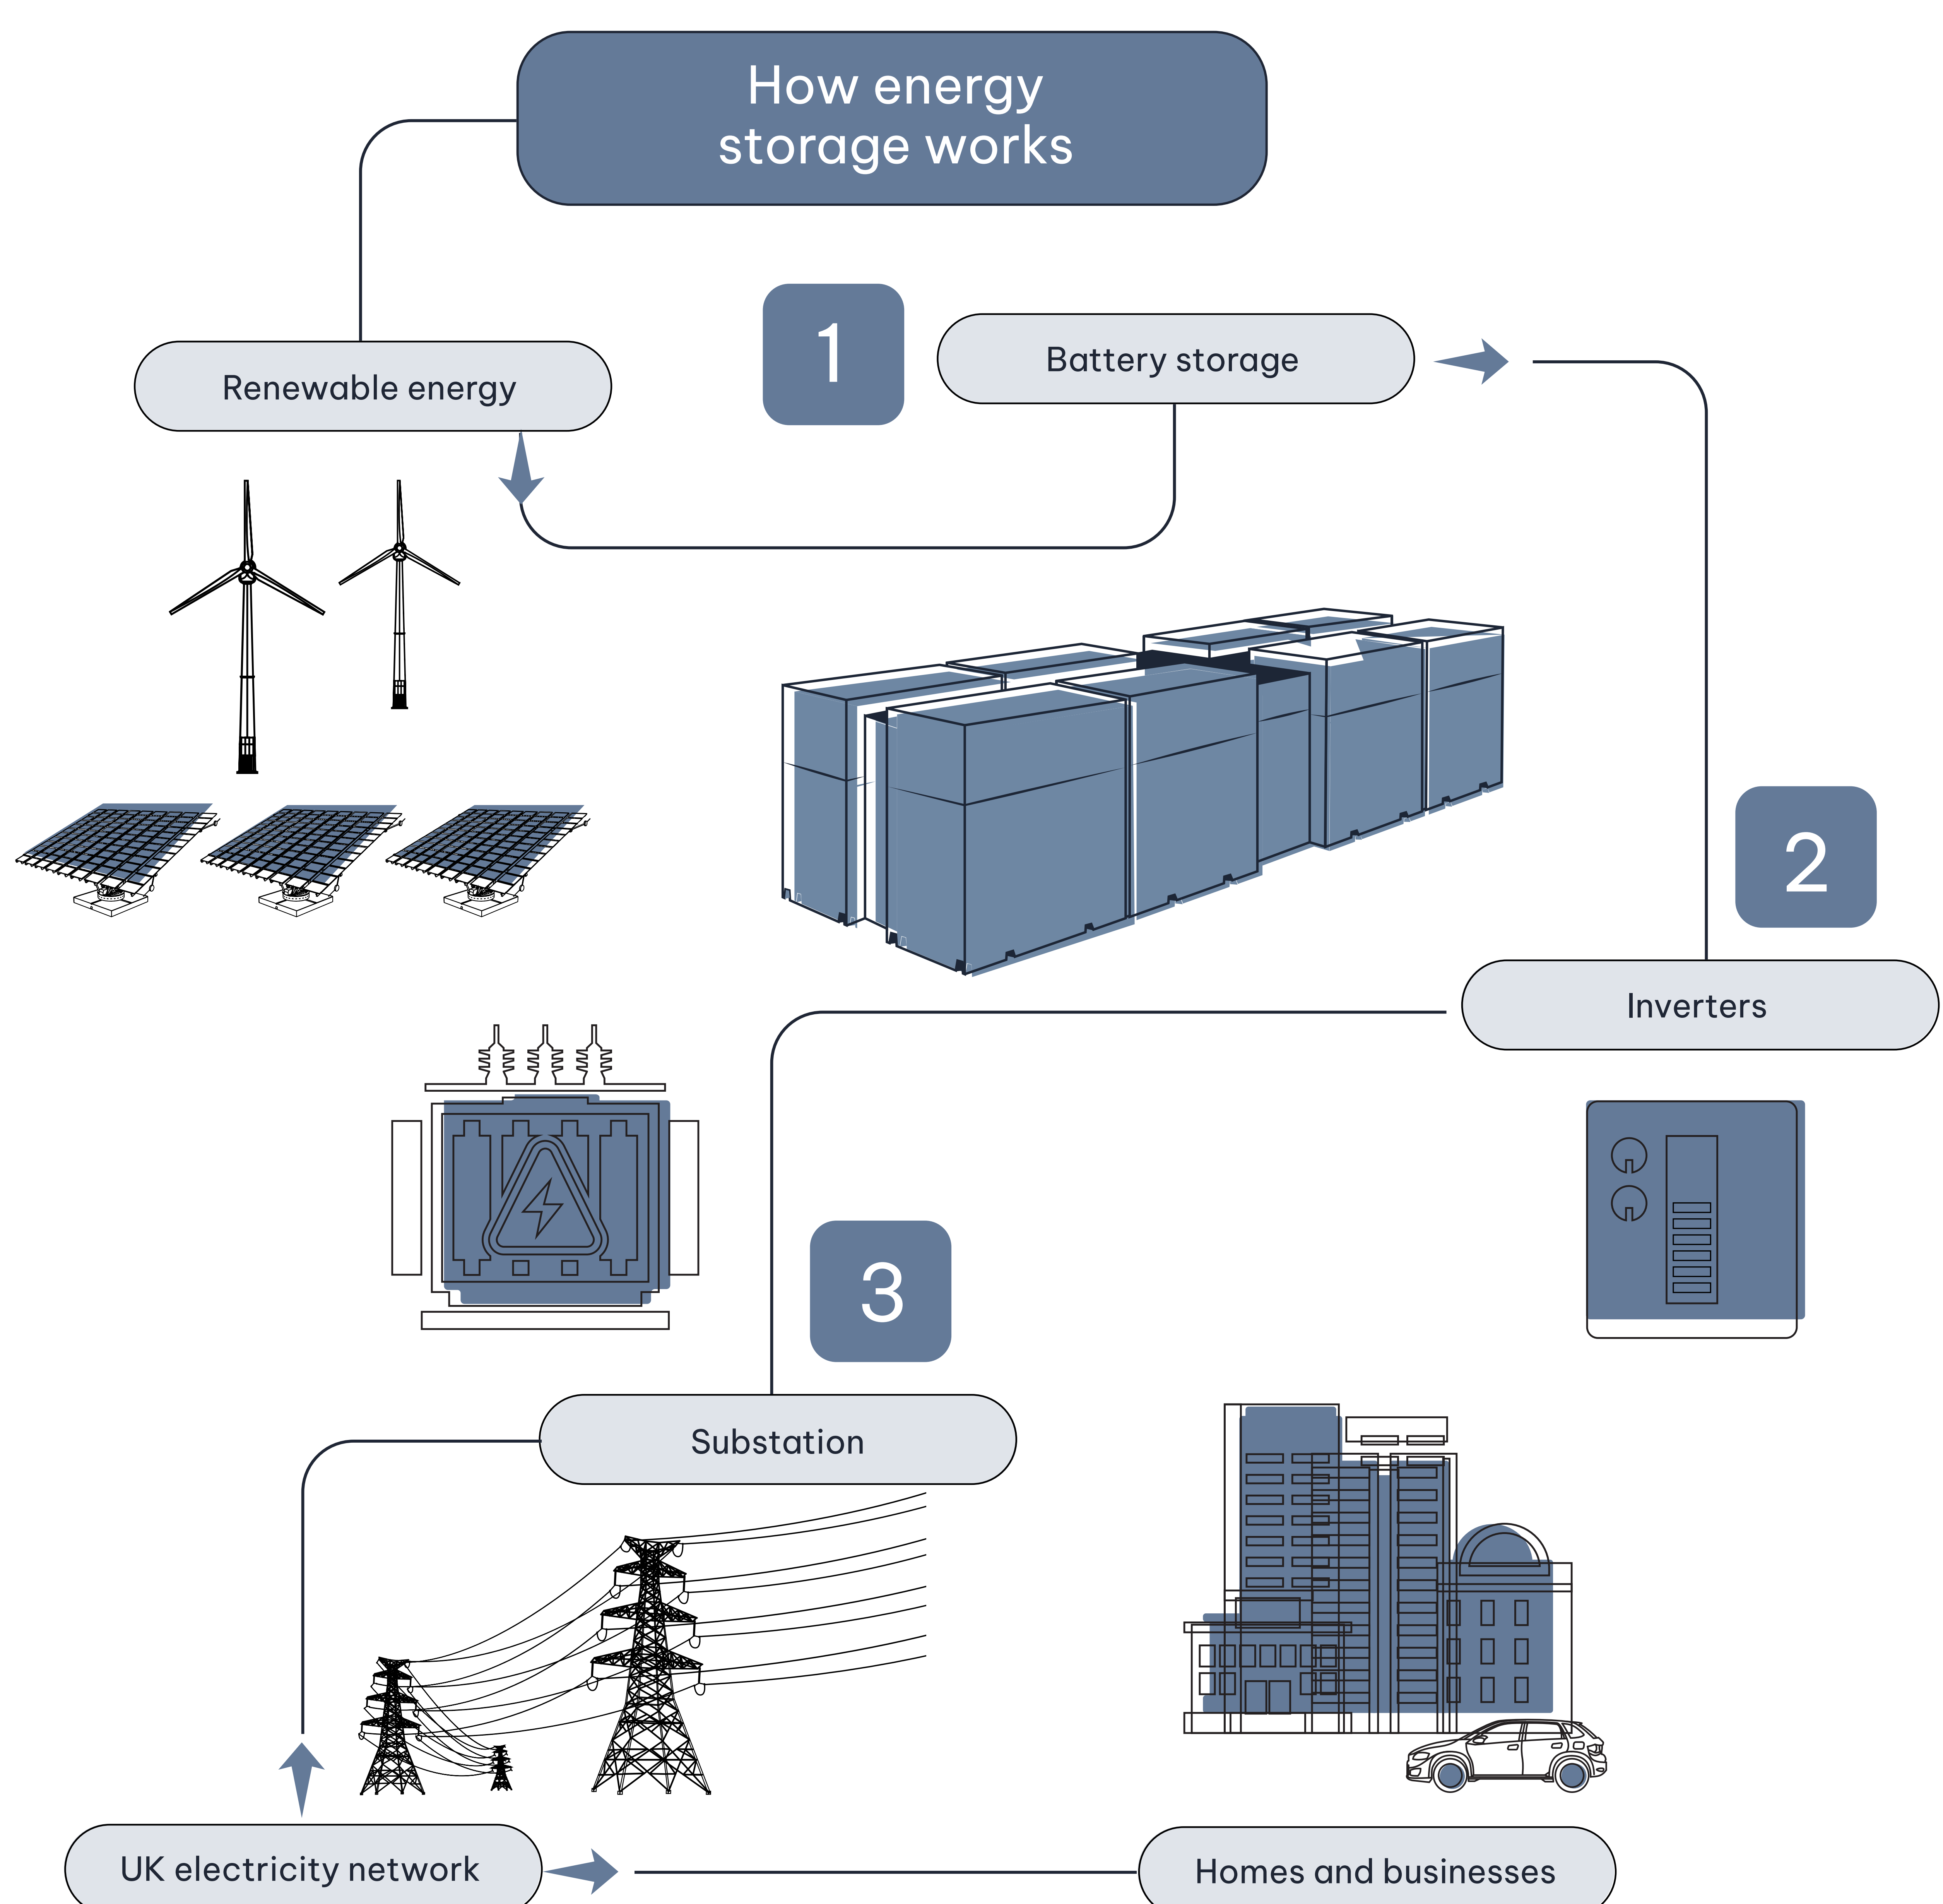 How energy
storage works
Renewable energy
1
Battery storage
2
Inverters
3
Substation
UK electricity network
Homes and businesses